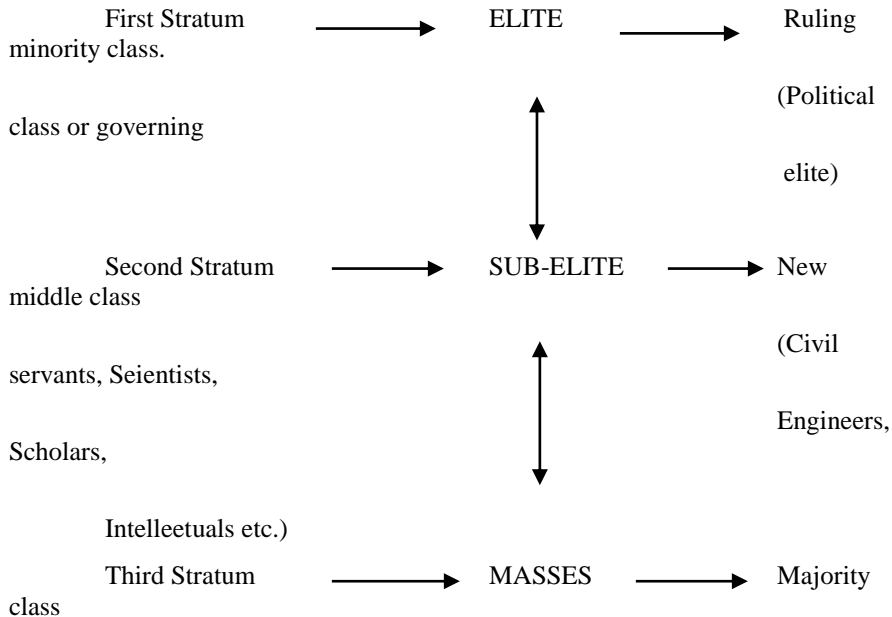 First Stratum ELITE Ruling
minority class.
(Political
class or governing
elite)
Second Stratum SUB-ELITE New
middle class
(Civil
servants, Seientists,
Engineers,
Scholars,
Intelleetuals etc.)
Third Stratum MASSES Majority
class